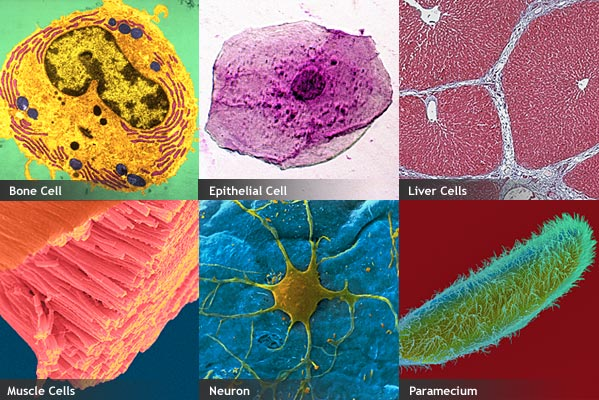 Bone Cell
Epithelial Cell
Liver Cells
Muscle Cells
Neuron
Paramecium